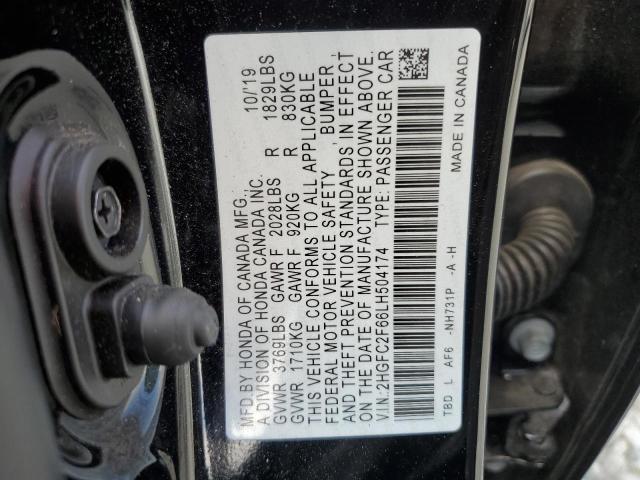 MFD.BY HONDA OF CANADA MFG. 10/'19
A DIVISION OF HONDA CANADA INC.
GVWR 3769LBS GAWR F 2028LBS R 1829LBS
GVWR 1710KG GAWR F 920KG R 830KG
THIS VEHICLE CONFORMS TO ALL APPLICABLE
FEDERAL MOTOR VEHICLE SAFETY BUMPER,
AND THEFT PREVENTION STANDARDS IN EFFECT
ON THE DATE OF MANUFACTURE SHOWN ABOVE.
V.I.N: 2HGFC2F66LH504174 TYPE: PASSENGER CAR
TBD L AF6 -NH731P -A -H MADE IN CANADA